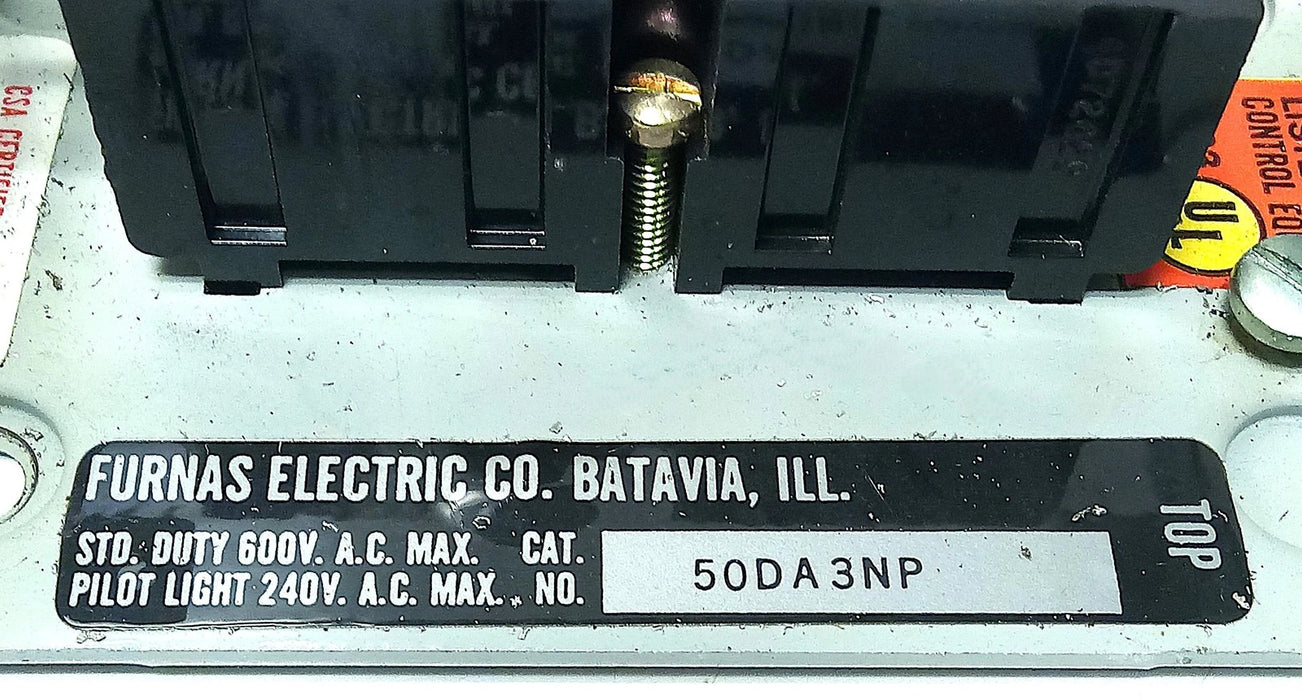 FURNAS ELECTRIC CO. BATAVIA, ILL.
STD. DUTY 600V. A.C. MAX. CAT.
PILOT LIGHT 240V. A.C. MAX. NO.
50DA3NP
TOP
CSA
CONTROL
UL